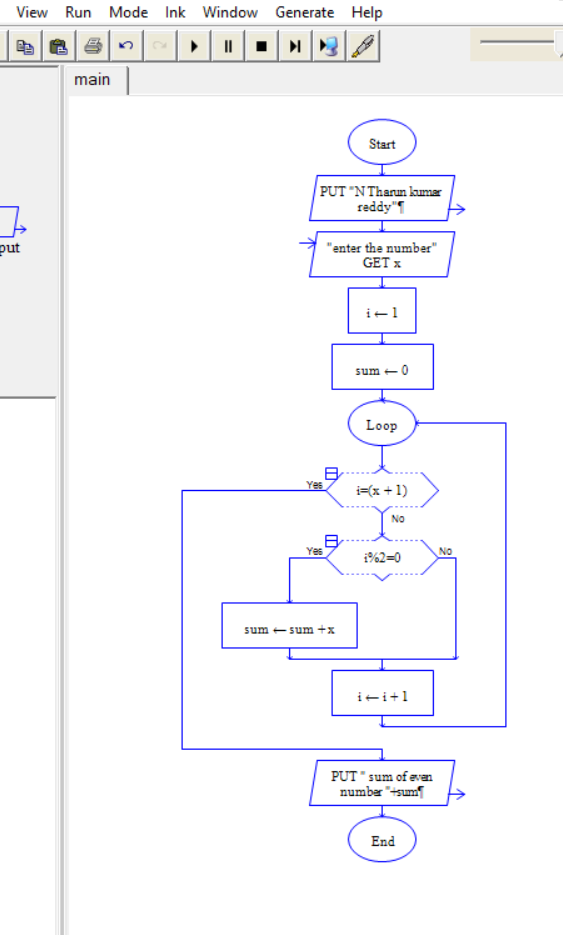 View Run Mode Ink Window Generate Help
main
Start
PUT "N Tharun kumar
reddy"¶
put
"enter the number"
GET x
i ← 1
sum ← 0
Loop
Yes
i=(x + 1)
No
Yes
i%2=0
No
sum ← sum +x
i ← i + 1
PUT " sum of even
number "+sum¶
End